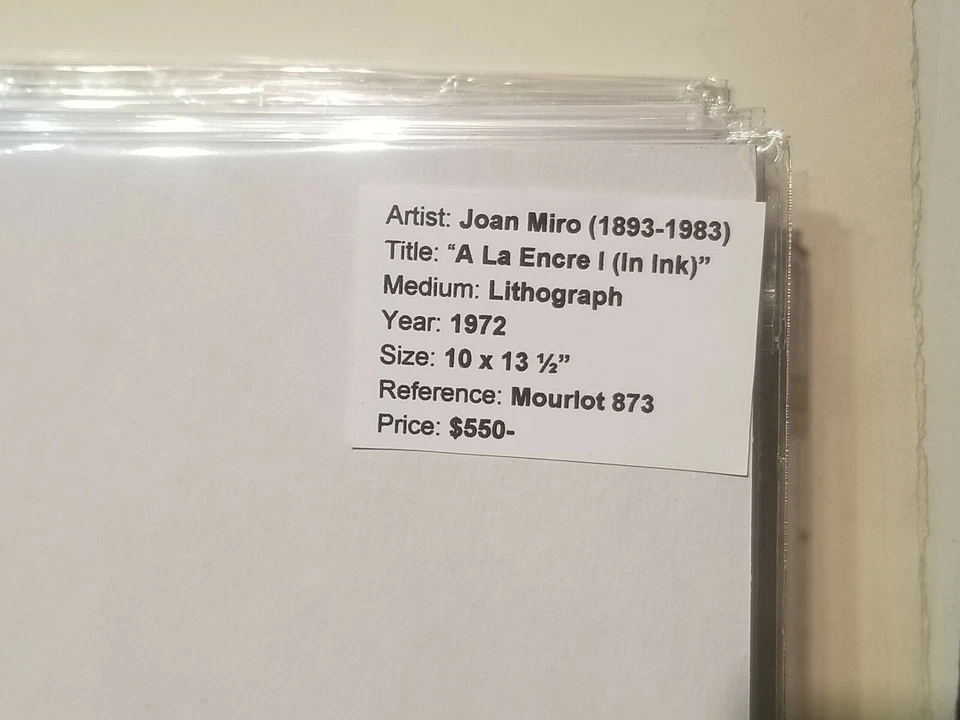 Artist: Joan Miro (1893-1983)
Title: “A La Encre I (In Ink)”
Medium: Lithograph
Year: 1972
Size: 10 x 13 ½”
Reference: Mourlot 873
Price: $550-